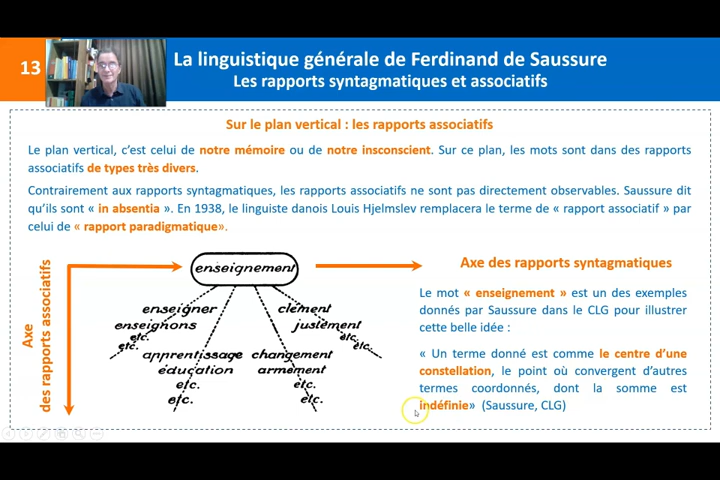 13
La linguistique générale de Ferdinand de Saussure
Les rapports syntagmatiques et associatifs
Sur le plan vertical : les rapports associatifs
Le plan vertical, c'est celui de notre mémoire ou de notre insconscient. Sur ce plan, les mots sont dans des rapports
associatifs de types très divers.
Contrairement aux rapports syntagmatiques, les rapports associatifs ne sont pas directement observables. Saussure dit
qu'ils sont « in absentia ». En 1938, le linguiste danois Louis Hjelmslev remplacera le terme de « rapport associatif » par
celui de « rapport paradigmatique».
Axe
des rapports associatifs
enseignement
enseigner
enseignons
etc.
etc.
apprentissage
éducation
etc.
etc.
changement
armement
etc.
etc.
clément
justement
etc.
etc.
Axe des rapports syntagmatiques
Le mot « enseignement » est un des exemples
donnés par Saussure dans le CLG pour illustrer
cette belle idée :
« Un terme donné est comme le centre d'une
constellation, le point où convergent d'autres
termes coordonnés, dont la somme est
indéfinie» (Saussure, CLG)